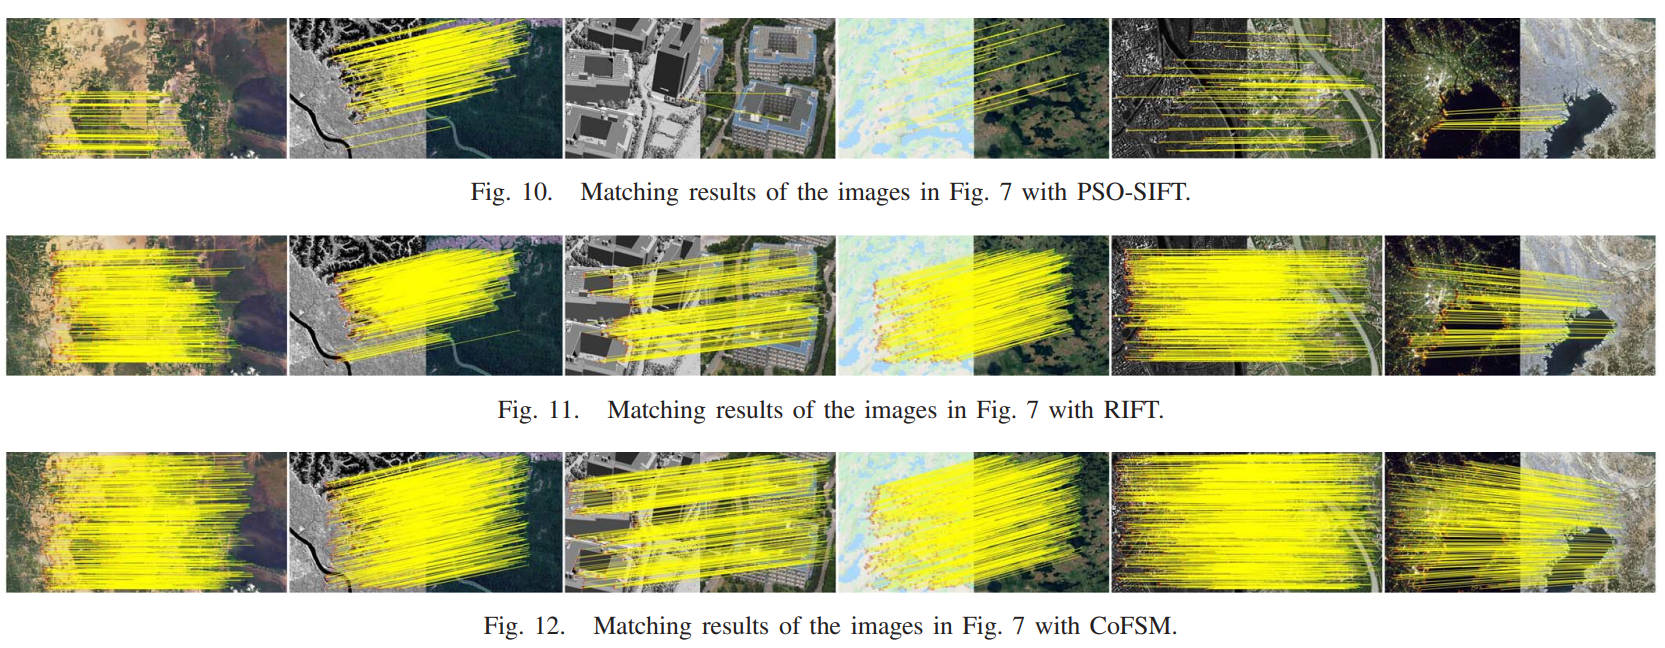 Fig. 10. Matching results of the images in Fig. 7 with PSO-SIFT.
Fig. 11. Matching results of the images in Fig. 7 with RIFT.
Fig. 12. Matching results of the images in Fig. 7 with CoFSM.